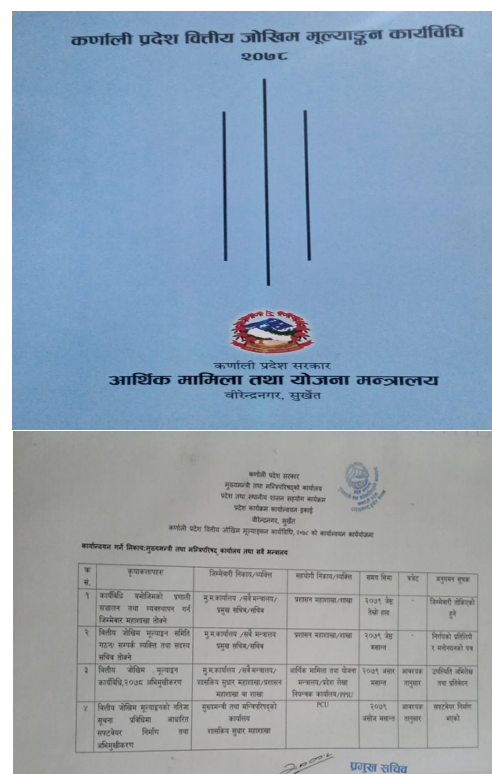 कर्णाली प्रदेश वित्तीय जोखिम मूल्याङ्कन कार्यविधि
२०७८
कर्णाली प्रदेश सरकार
आर्थिक मामिला तथा योजना मन्त्रालय
वीरेन्द्रनगर, सुर्खेत
कर्णाली प्रदेश सरकार
मुख्यमन्त्री तथा मन्त्रिपरिषद्को कार्यालय
प्रदेश तथा स्थानीय शासन सहयोग कार्यक्रम
प्रदेश कार्यक्रम कार्यान्वयन इकाई
वीरेन्द्रनगर, सुर्खेत
कर्णाली प्रदेश वित्तीय जोखिम मूल्याङ्कन कार्यविधि, २०७८ को कार्यान्वयन कार्ययोजना
कार्यान्वयन गर्ने निकाय:मुख्यमन्त्री तथा मन्त्रिपरिषद् कार्यालय तथा सवै मन्त्रालय
क्र सं. क्रियाकलापहरु जिम्मेवारी निकाय/व्यक्ति सहयोगी निकाय/व्यक्ति समय सिमा वजेट अनुगमन सूचक
१ कार्यविधि बमोजिमको प्रणाली मु.म.कार्यालय /सवै मन्त्रालय/ प्रशासन महाशाखा/शाखा २०७९ जेष्ठ - जिम्मेवारी तोकिएको
सञ्चालन तथा व्यवस्थापन गर्न प्रमुख सचिव/सचिव तेश्रो हप्ता हुने
जिम्मेवार महाशाखा तोक्ने
२ वित्तीय जोखिम मूल्याङ्कन समिति मु.म.कार्यालय /सवै मन्त्रालय/ प्रशासन महाशाखा/शाखा २०७९ जेष्ठ - निर्णयको प्रतिलिपी
गठन/ सम्पर्क व्यक्ति तथा सदस्य प्रमुख सचिव/सचिव मसान्त र मनोनयनको पत्र
सचिव तोक्ने
३ वित्तीय जोखिम मूल्याङ्कन मु.म.कार्यालय /सवै मन्त्रालय/ आर्थिक मामिला तथा योजना २०७९ असार आवश्यक उपस्थिति अभिलेख
कार्यविधि,२०७८ अभिमुखीकरण शासकिय सुधार महाशाखा/प्रशासन मन्त्रालय/प्रदेश लेखा मसान्त तानुसार तथा प्रतिवेदन
महाशाखा वा शाखा नियन्त्रक कार्यालय/PPIU
४ वित्तीय जोखिम मूल्याङ्कनको नतिजा मुख्यमन्त्री तथा मन्त्रिपरिषद्को PCU २०७९ आवश्यक सफ्टवेयर निर्माण
सूचना प्रविधिमा आधारित कार्यालय असोज मसान्त तानुसार भएको
सफ्टवेयर निर्माण तथा शासकिय सुधार महाशाखा
अभिमुखीकरण
प्रमुख सचिव